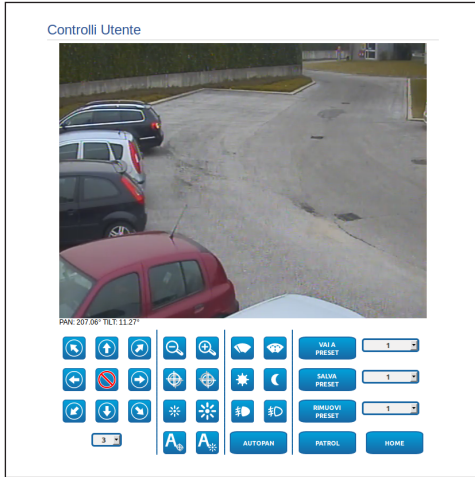 Controlli Utente
PAN: 207.06° TILT: 11.27°
VAI A
PRESET
1
SALVA
PRESET
1
RIMUOVI
PRESET
1
3
A
A
AUTOPAN
PATROL
HOME